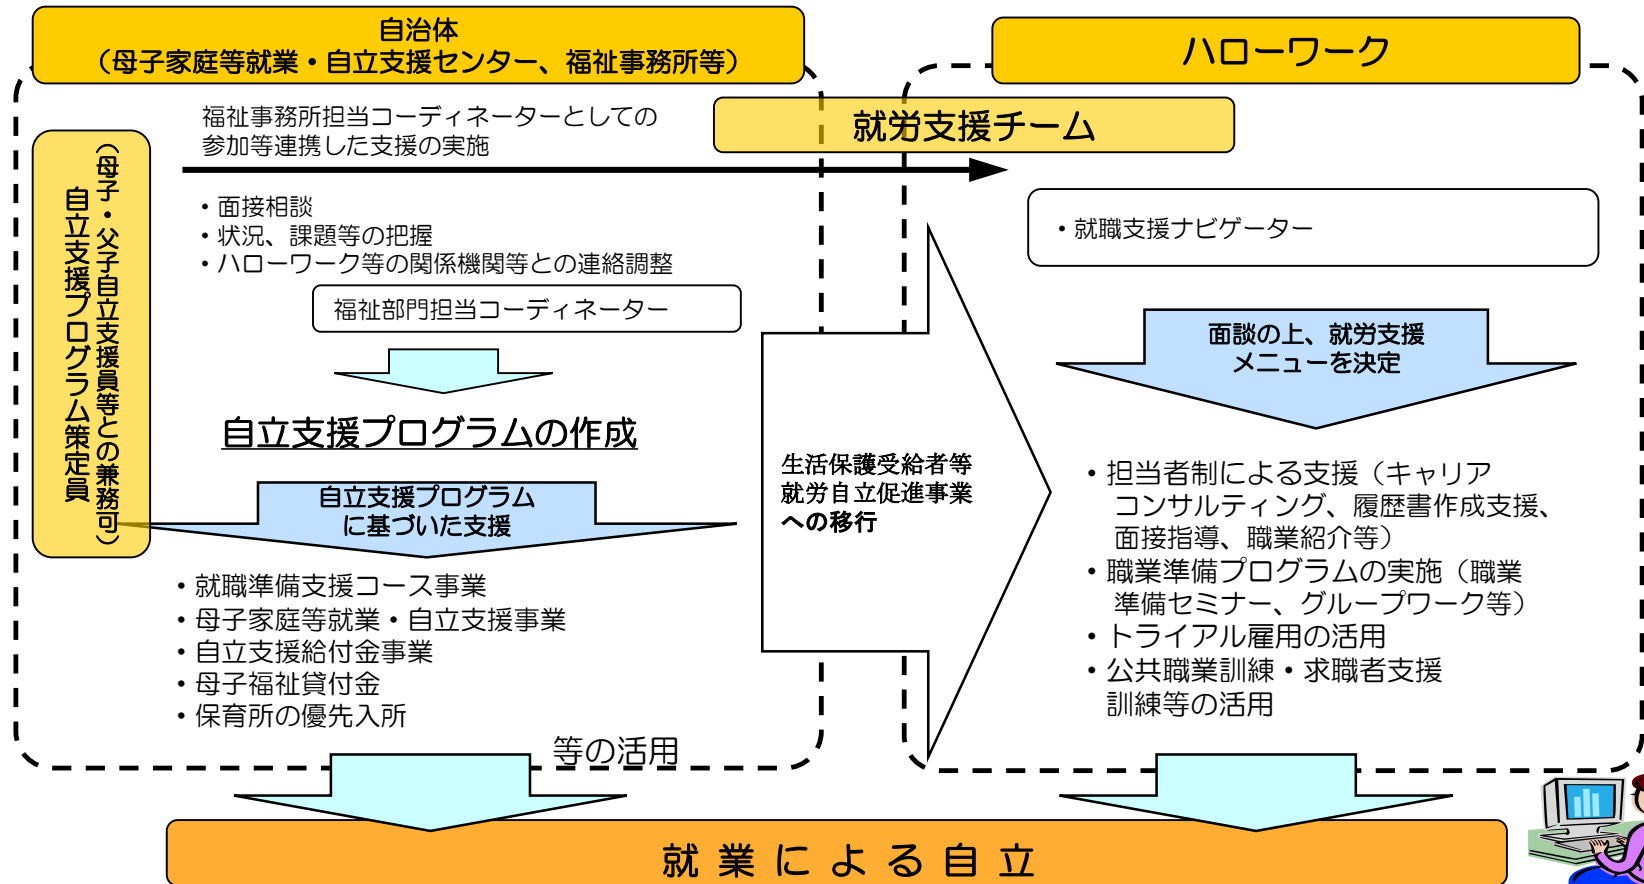 自治体
（母子家庭等就業・自立支援センター、福祉事務所等）
ハローワーク
福祉事務所担当コーディネーターとしての
参加等連携した支援の実施
就労支援チーム
自立支援プログラム策定員
（母子・父子自立支援員等との兼務可）
・面接相談
・状況、課題等の把握
・ハローワーク等の関係機関等との連絡調整
福祉部門担当コーディネーター
自立支援プログラムの作成
自立支援プログラム
に基づいた支援
・就職準備支援コース事業
・母子家庭等就業・自立支援事業
・自立支援給付金事業
・母子福祉貸付金
・保育所の優先入所
等の活用
生活保護受給者等
就労自立促進事業
への移行
・就職支援ナビゲーター
面談の上、就労支援
メニューを決定
・担当者制による支援（キャリア
コンサルティング、履歴書作成支援、
面接指導、職業紹介等）
・職業準備プログラムの実施（職業
準備セミナー、グループワーク等）
・トライアル雇用の活用
・公共職業訓練・求職者支援
訓練等の活用
就業による自立